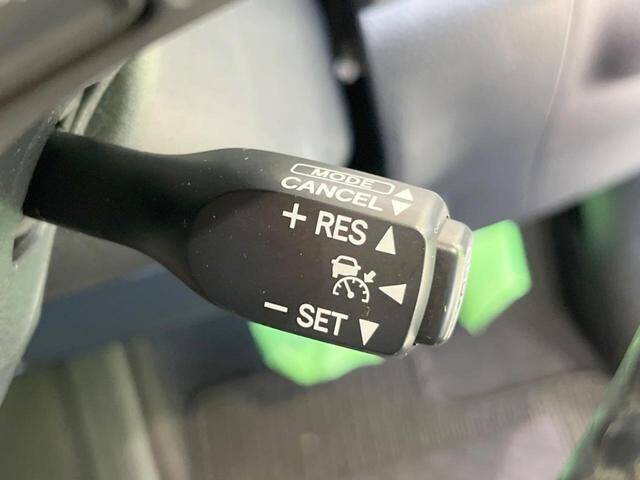 MODE
CANCEL
+ RES
- SET